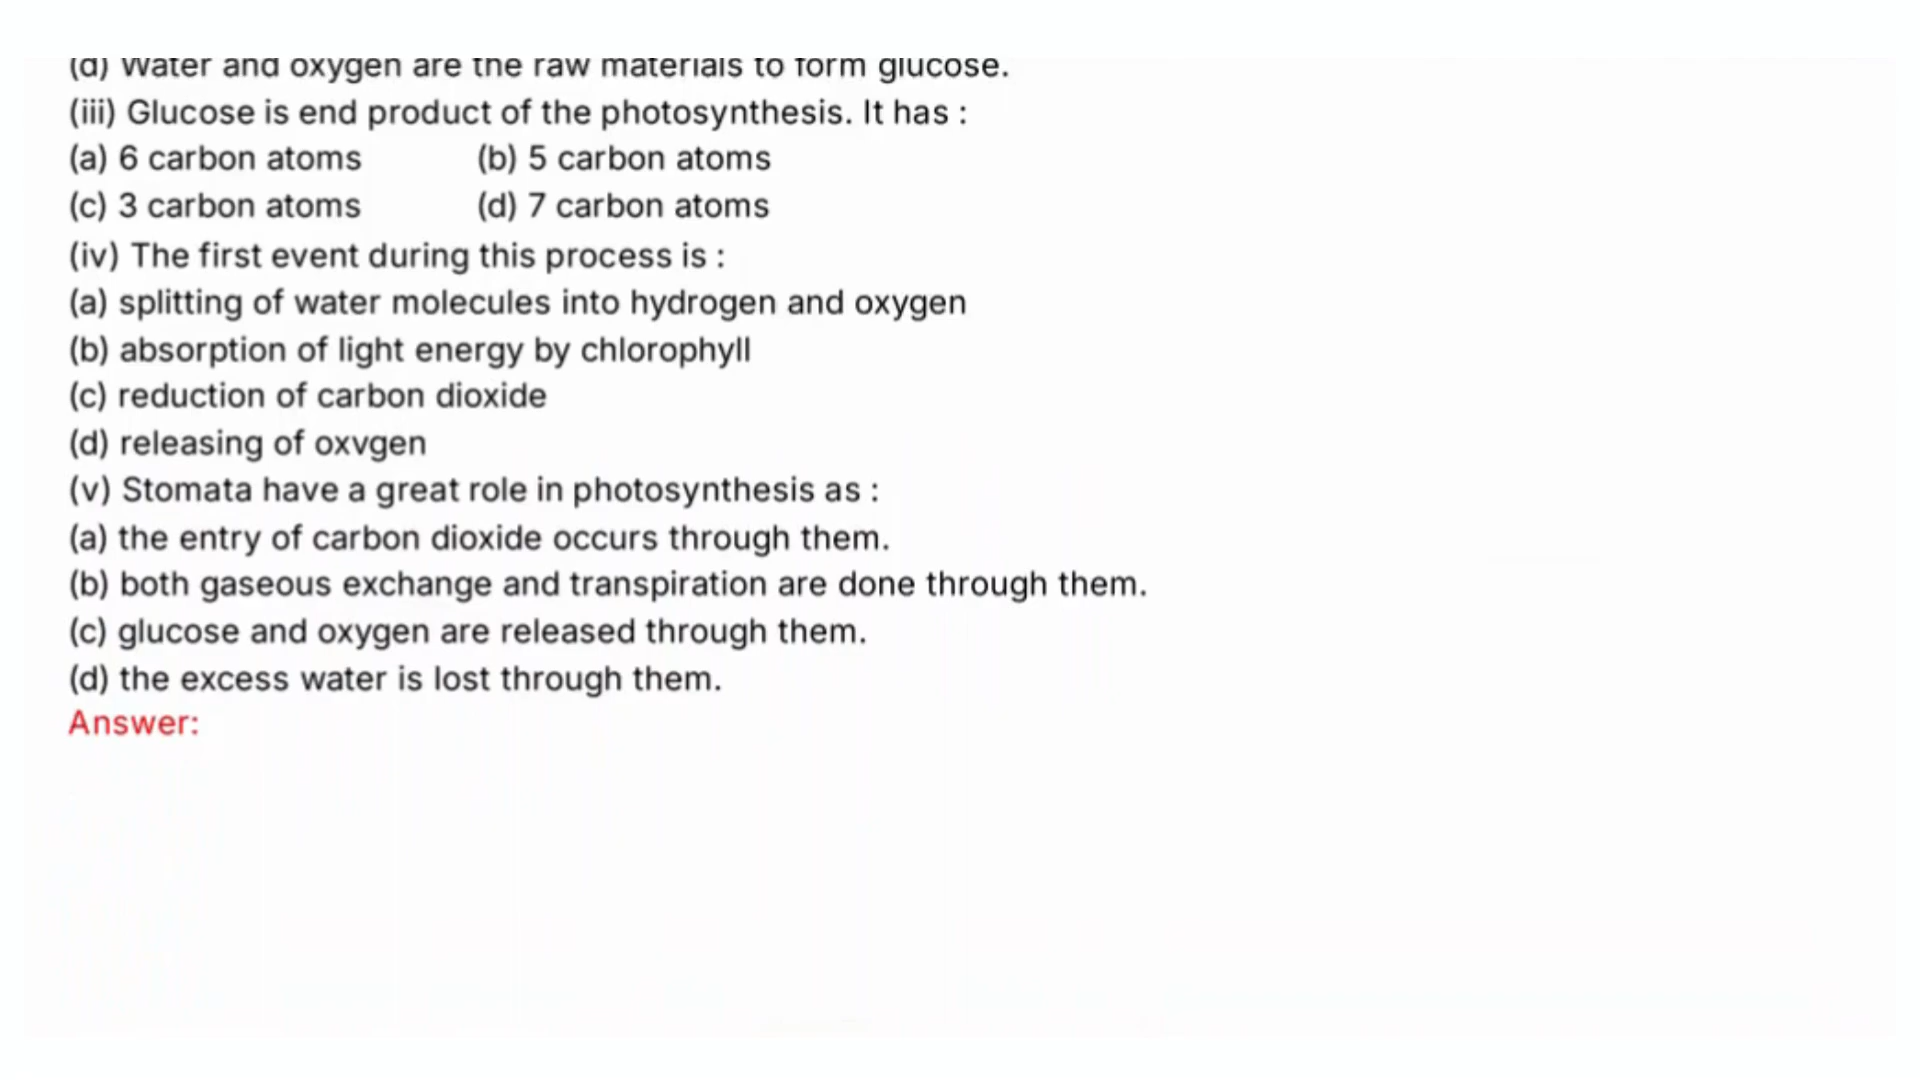 (d) Water and oxygen are the raw materials to form glucose.
(iii) Glucose is end product of the photosynthesis. It has :
(a) 6 carbon atoms (b) 5 carbon atoms
(c) 3 carbon atoms (d) 7 carbon atoms
(iv) The first event during this process is :
(a) splitting of water molecules into hydrogen and oxygen
(b) absorption of light energy by chlorophyll
(c) reduction of carbon dioxide
(d) releasing of oxvgen
(v) Stomata have a great role in photosynthesis as :
(a) the entry of carbon dioxide occurs through them.
(b) both gaseous exchange and transpiration are done through them.
(c) glucose and oxygen are released through them.
(d) the excess water is lost through them.
Answer: